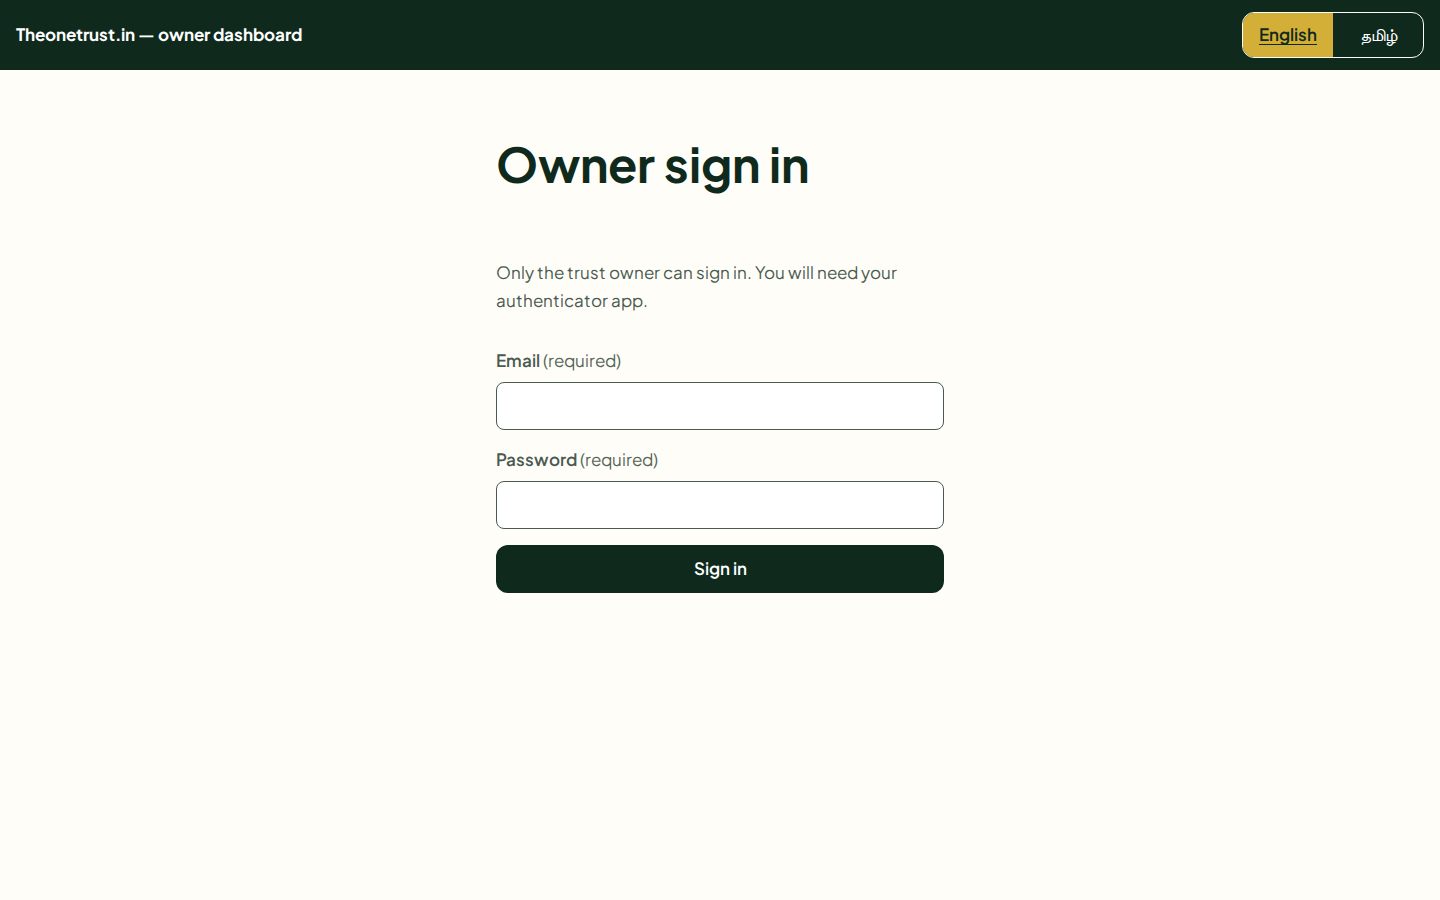 Theonetrust.in — owner dashboard
English
தமிழ்
Owner sign in
Only the trust owner can sign in. You will need your
authenticator app.
Email (required)
Password (required)
Sign in